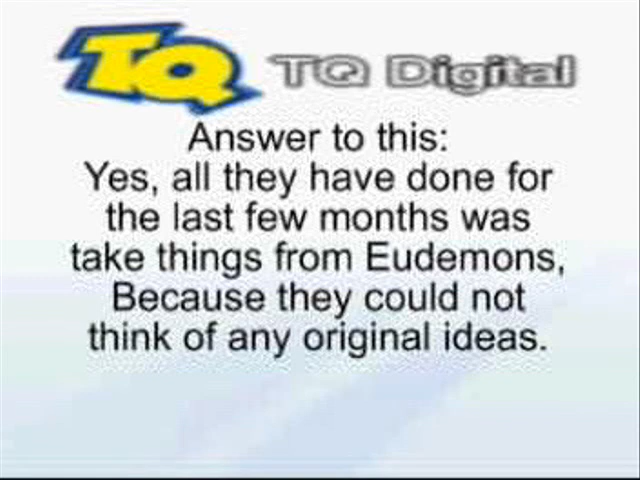 TQ TQ Digital
Answer to this:
Yes, all they have done for
the last few months was
take things from Eudemons,
Because they could not
think of any original ideas.